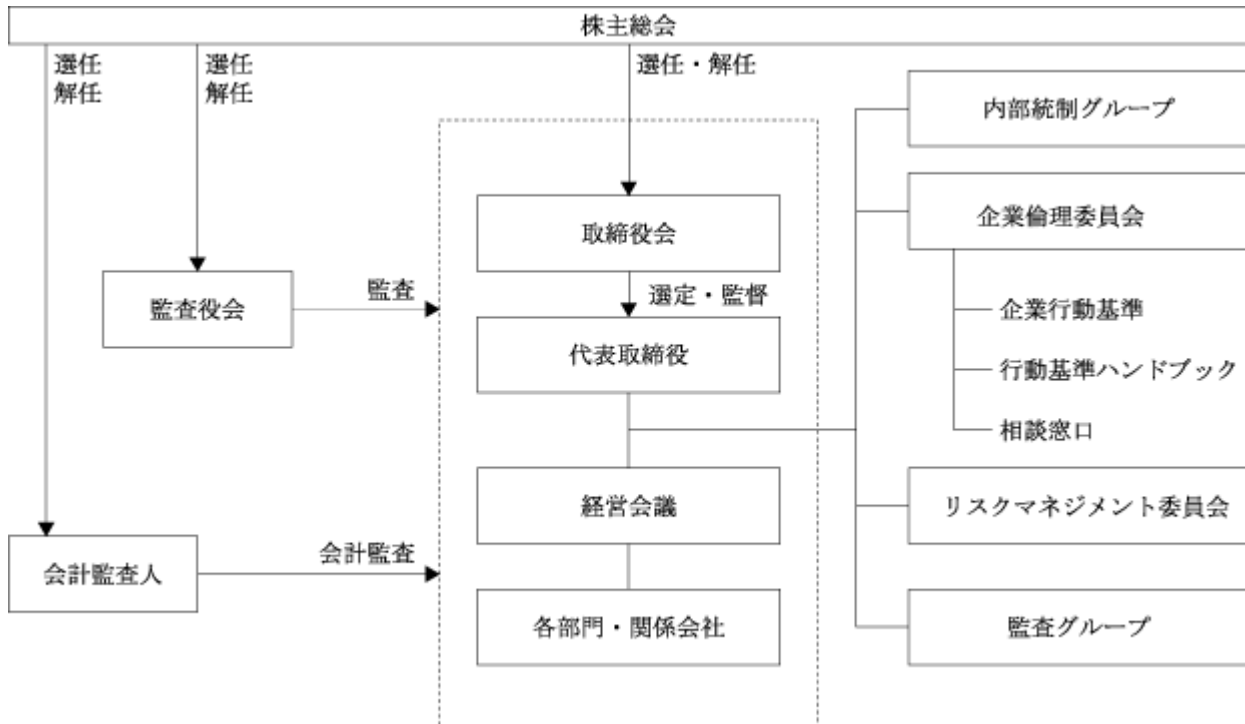 株主総会
選任
解任
選任
解任
選任・解任
内部統制グループ
企業倫理委員会
取締役会
監査役会
監査
選定・監督
企業行動基準
代表取締役
行動基準ハンドブック
相談窓口
経営会議
リスクマネジメント委員会
会計監査人
会計監査
各部門・関係会社
監査グループ